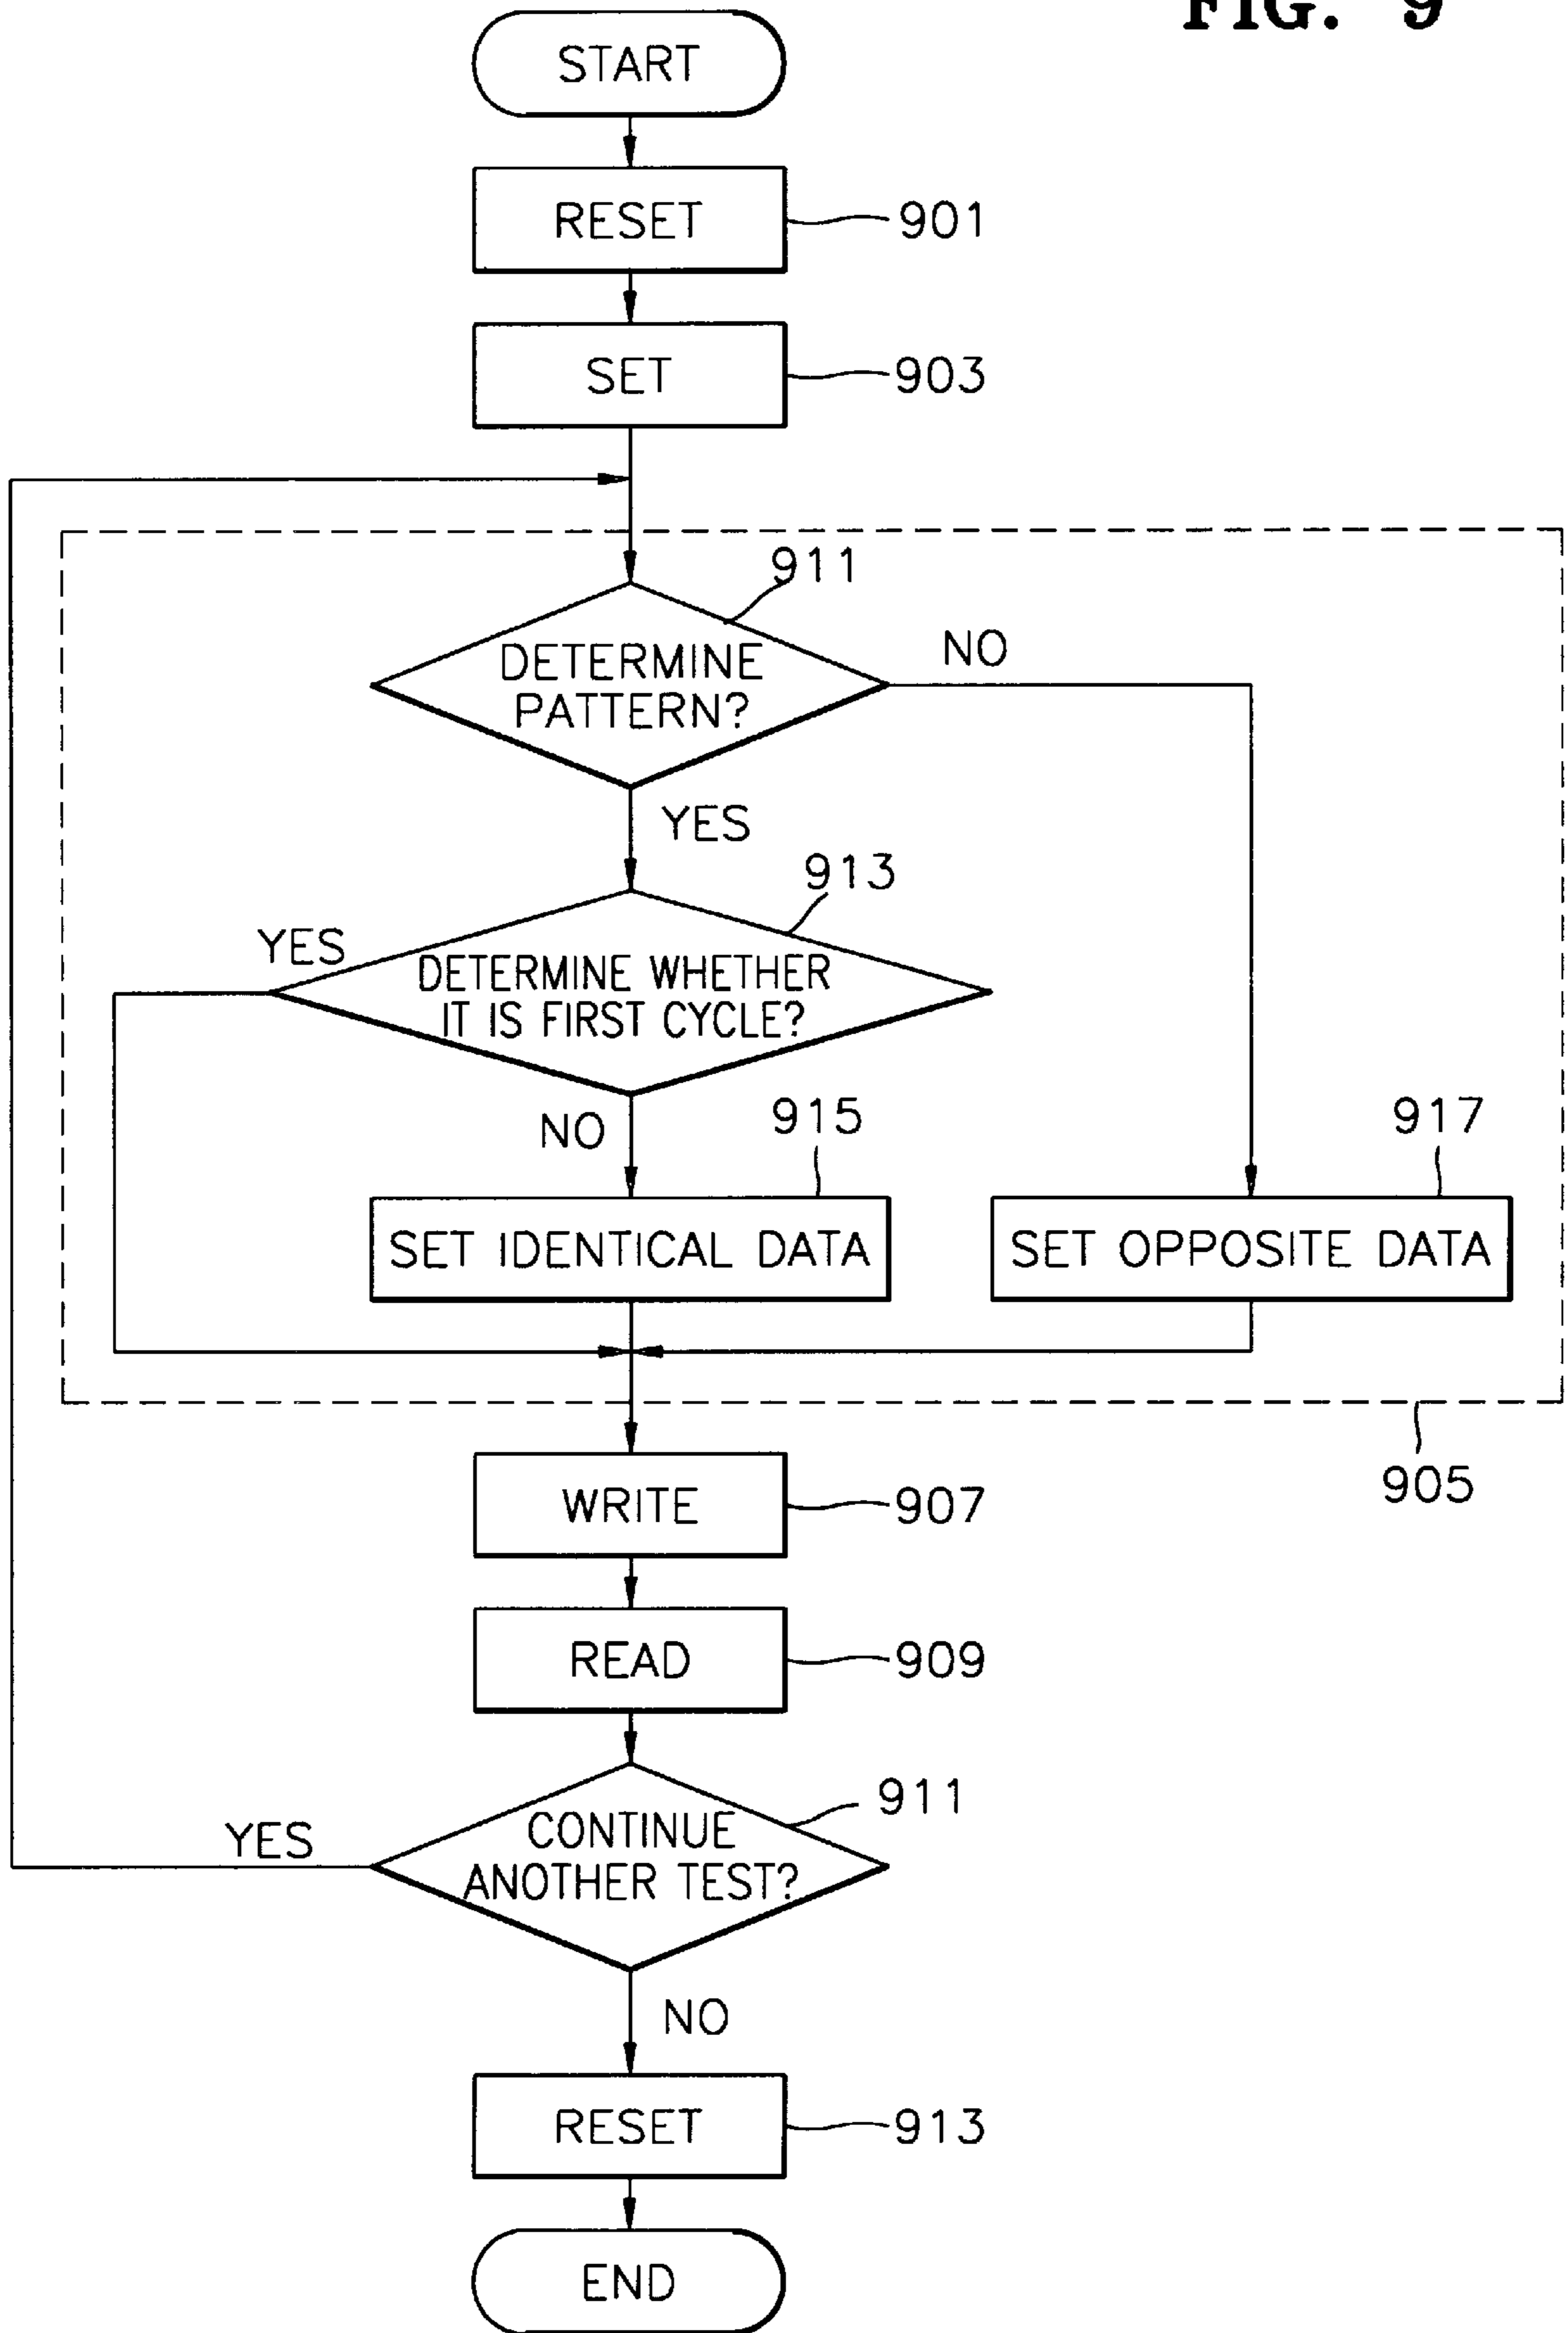 FIG. 9
START
RESET
901
SET
903
911
DETERMINE
PATTERN?
NO
YES
913
YES
DETERMINE WHETHER
IT IS FIRST CYCLE?
NO
915
917
SET IDENTICAL DATA
SET OPPOSITE DATA
905
WRITE
907
READ
909
911
CONTINUE
ANOTHER TEST?
YES
NO
RESET
913
END